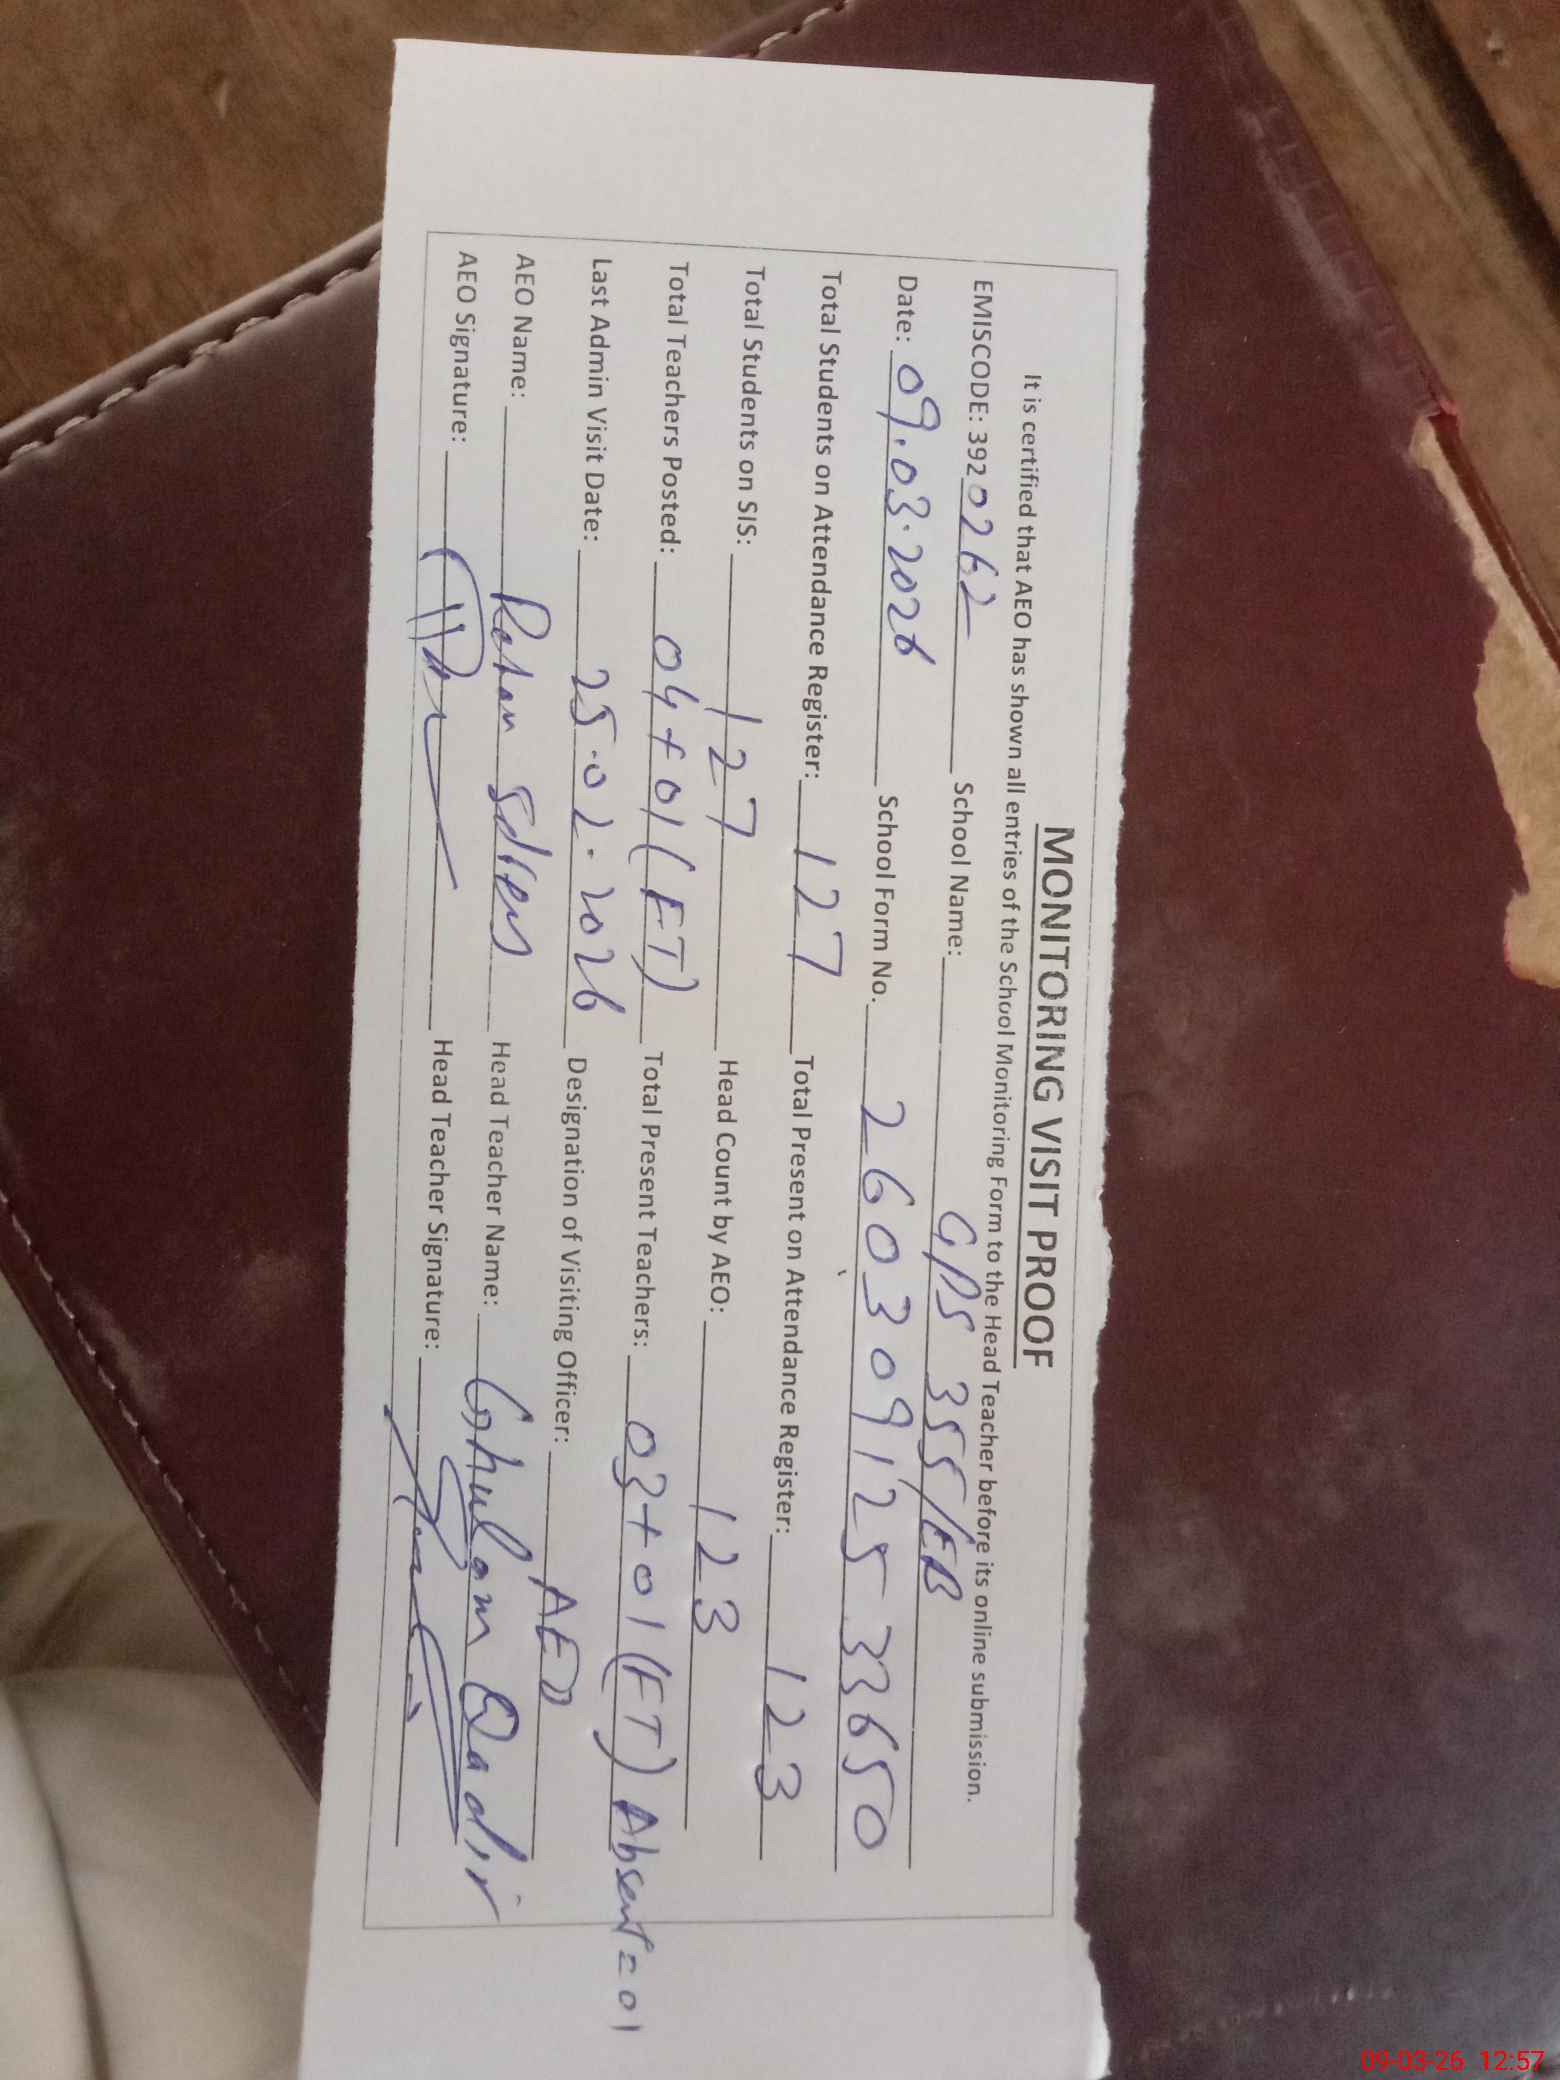 MONITORING VISIT PROOF
It is certified that AEO has shown all entries of the School Monitoring Form to the Head Teacher before its online submission.
EMISCODE: 3920262 School Name: GPS 355/EB
Date: 09.03.2026 School Form No. 2603091253 3650
Total Students on Attendance Register: 127 Total Present on Attendance Register: 123
Total Students on SIS: 127 Head Count by AEO: 123
Total Teachers Posted: 04+01(FT) Total Present Teachers: 03+01(FT) Absent=01
Last Admin Visit Date: 25.02.2026 Designation of Visiting Officer: AEO
AEO Name: Head Teacher Name: Ghulam Qadir
AEO Signature: Head Teacher Signature:
09-03-26 12:57